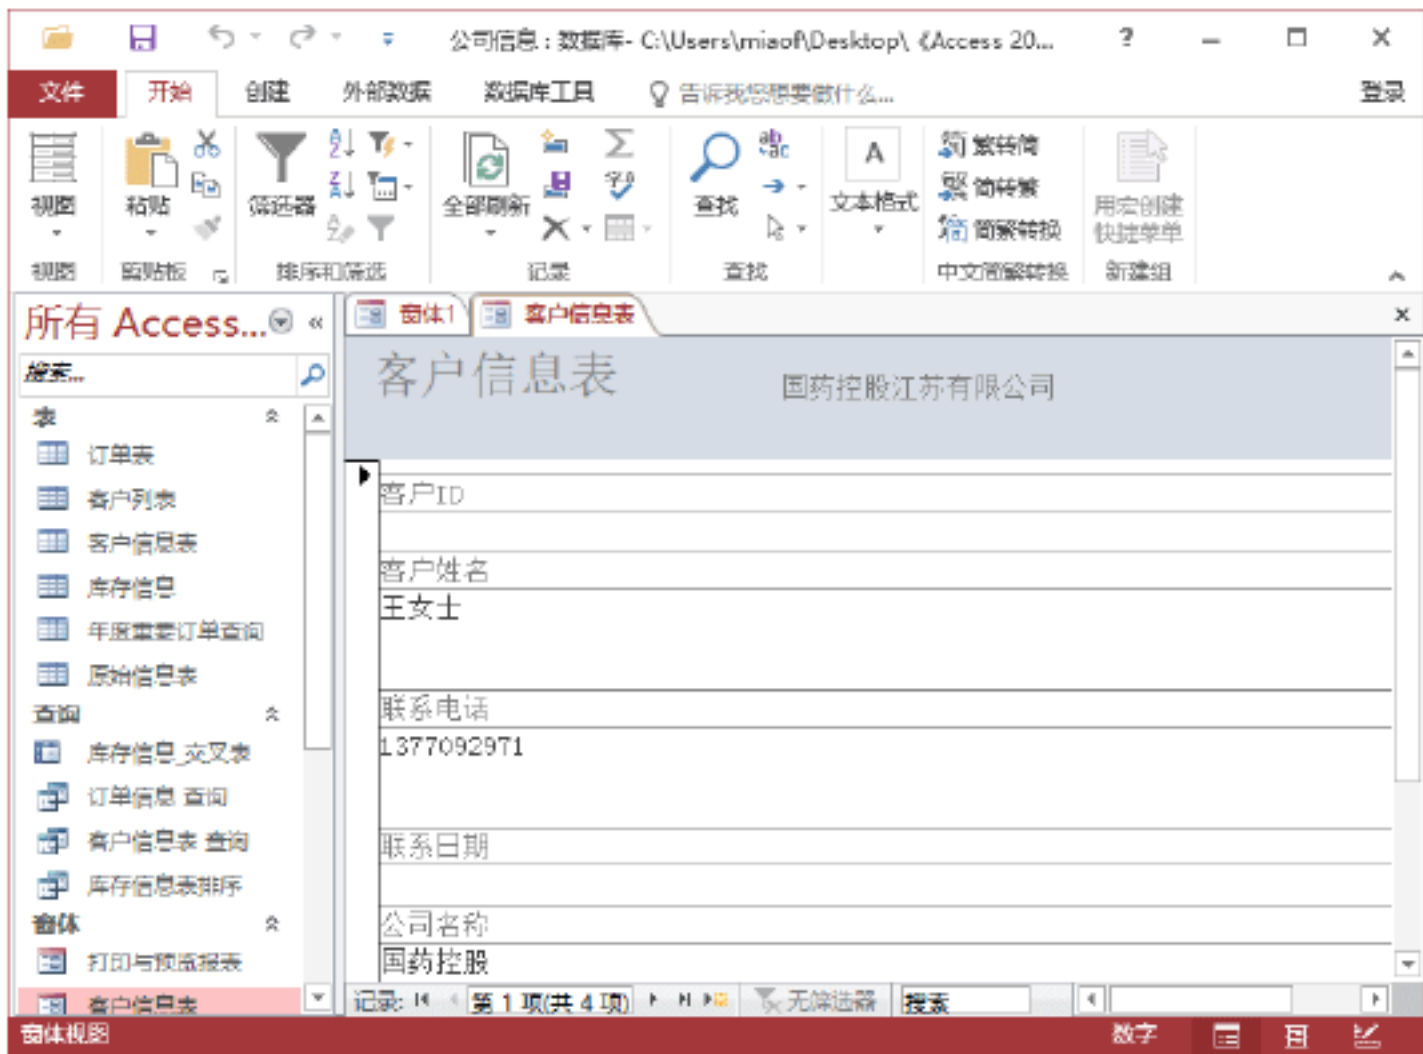 公司信息 : 数据库- C:\Users\miaof\Desktop\《Access 20...
?
文件 开始 创建 外部数据 数据库工具 告诉我您想要做什么... 登录
视图 粘贴 筛选器 全部刷新 查找 文本格式 繁转简 简转繁 简繁转换 用宏创建快捷菜单
视图 剪贴板 排序和筛选 记录 查找 中文简繁转换 新建组
所有 Access...
窗体1 客户信息表
搜索...
客户信息表
国药控股江苏有限公司
表
订单表
客户列表
客户信息表
库存信息
年度重要订单查询
原始信息表
查询
库存信息_交叉表
订单信息 查询
客户信息表 查询
库存信息表排序
窗体
打印与预览报表
客户信息表
客户ID
客户姓名
王女士
联系电话
1377092971
联系日期
公司名称
国药控股
记录: 第 1 项(共 4 项) 无筛选器 搜索
窗体视图 数字